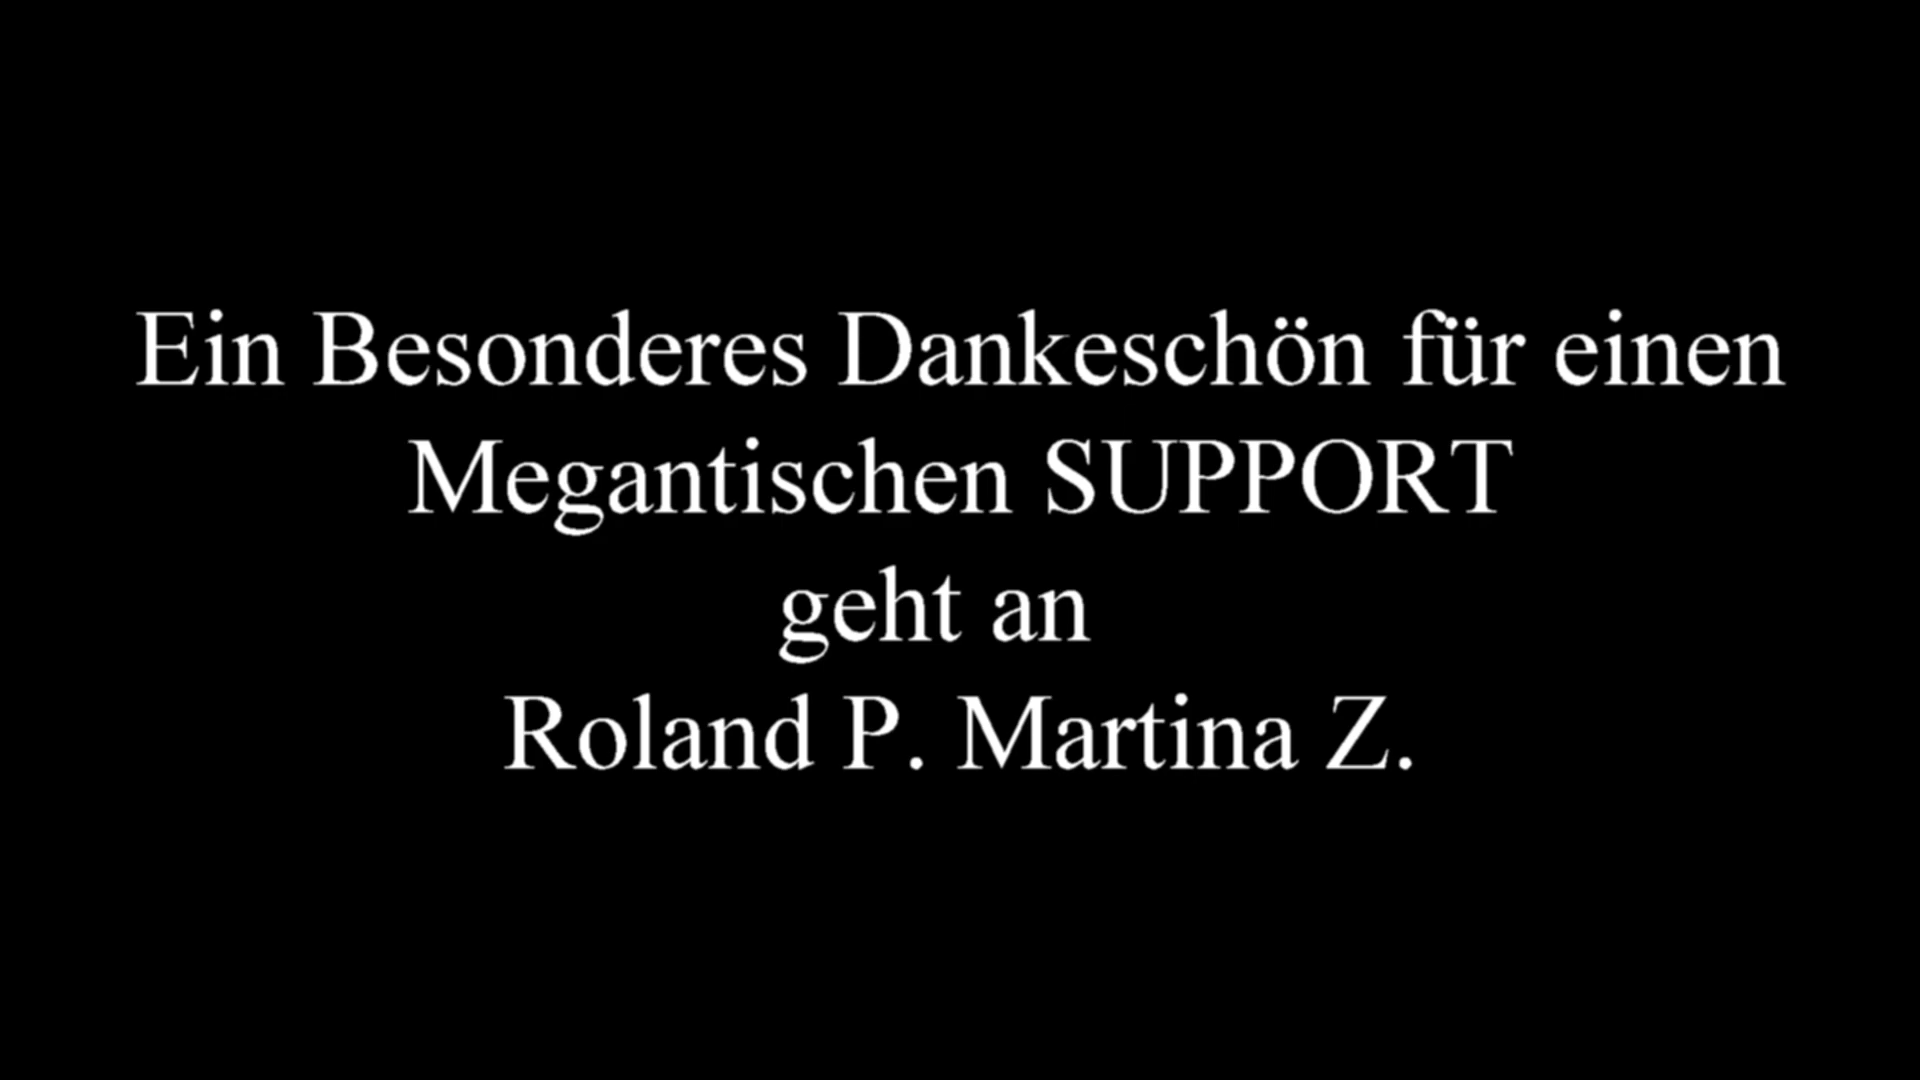 Ein Besonderes Dankeschön für einen
Megantischen SUPPORT
geht an
Roland P. Martina Z.